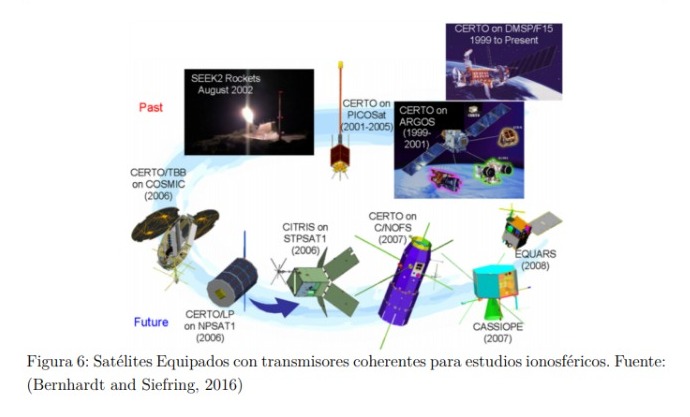 CERTO on DMSP/F15
1999 to Present
SEEK2 Rockets
August 2002
Past
CERTO on
PICOSat
(2001-2005)
CERTO on
ARGOS
(1999-
2001)
CERTO/TBB
on COSMIC
(2006)
CITRIS on
STPSAT1
(2006)
CERTO on
C/NOFS
(2007)
EQUARS
(2008)
CERTO/LP
on NPSAT1
(2006)
Future
CASSIOPE
(2007)
Figura 6: Satélites Equipados con transmisores coherentes para estudios ionosféricos. Fuente:
(Bernhardt and Siefring, 2016)